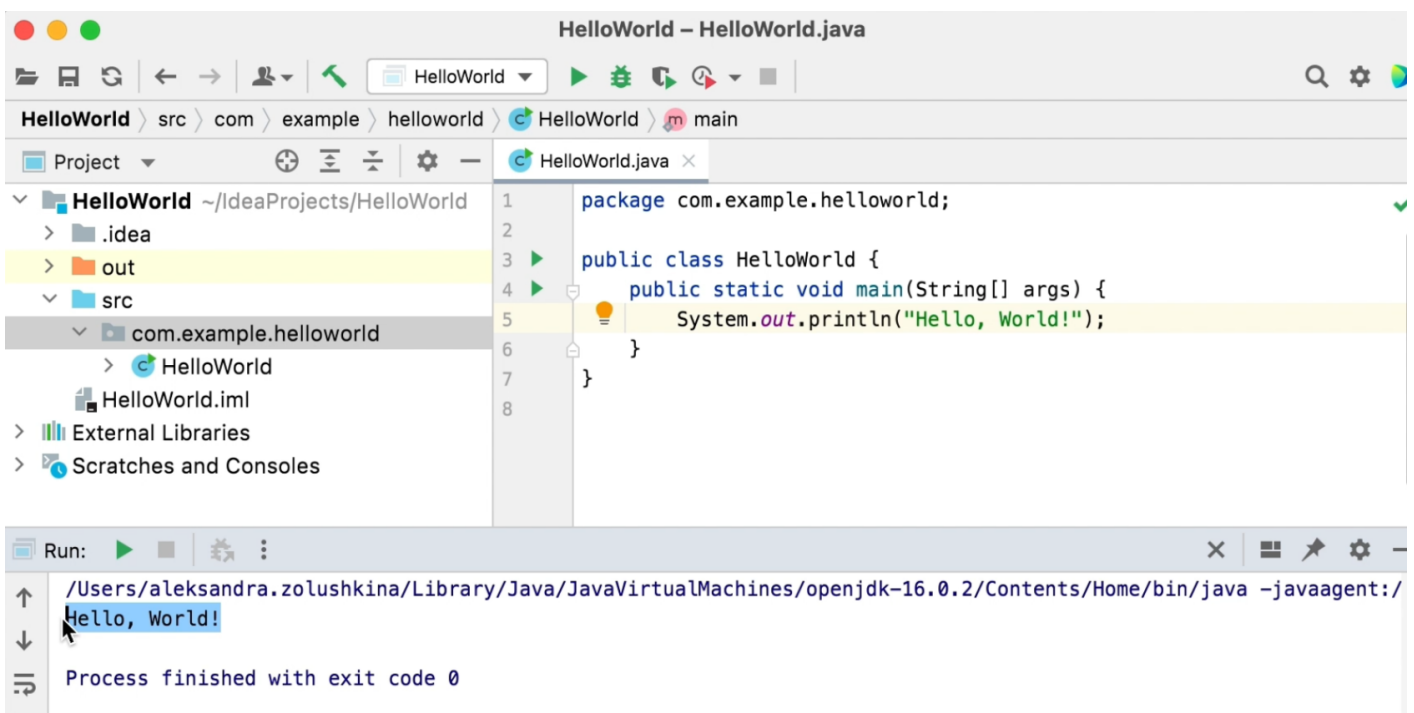 HelloWorld – HelloWorld.java
HelloWorld
HelloWorld src com example helloworld HelloWorld main
Project
HelloWorld.java
HelloWorld ~/IdeaProjects/HelloWorld
.idea
out
src
com.example.helloworld
HelloWorld
HelloWorld.iml
External Libraries
Scratches and Consoles
1 package com.example.helloworld;
2
3 public class HelloWorld {
4 public static void main(String[] args) {
5 System.out.println("Hello, World!");
6 }
7 }
8
Run:
/Users/aleksandra.zolushkina/Library/Java/JavaVirtualMachines/openjdk-16.0.2/Contents/Home/bin/java -javaagent:/
Hello, World!
Process finished with exit code 0